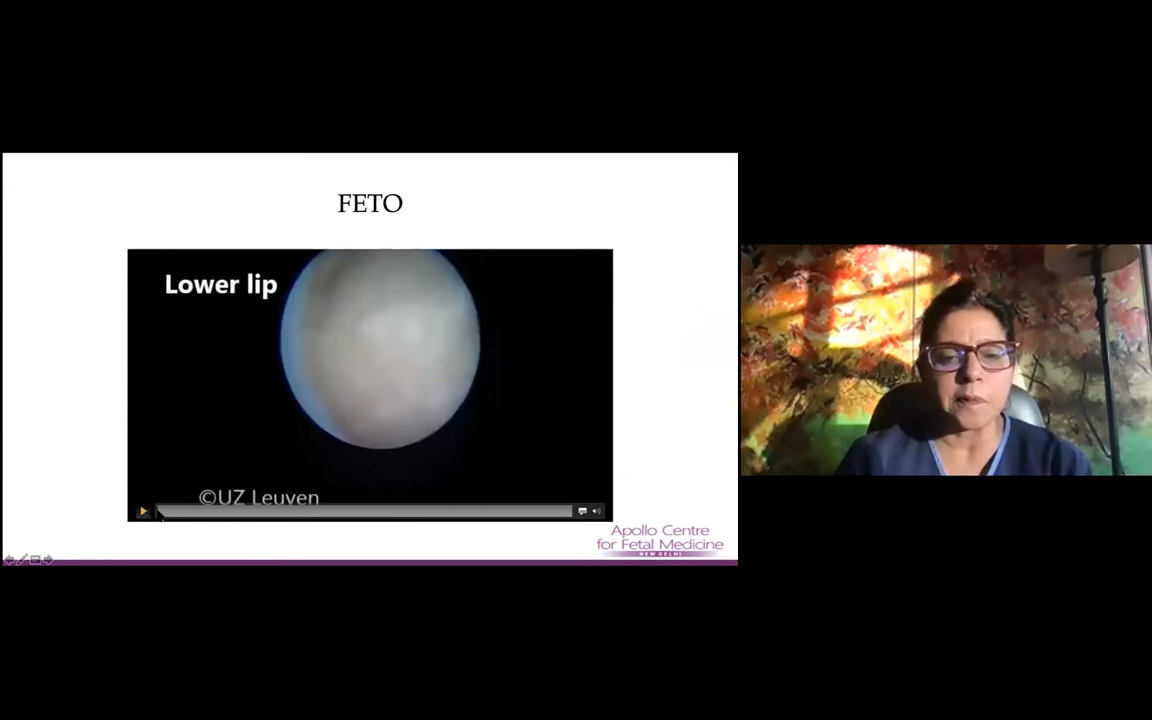 FETO
Lower lip
©UZ Leuven
Apollo Centre
for Fetal Medicine
NEW DELHI